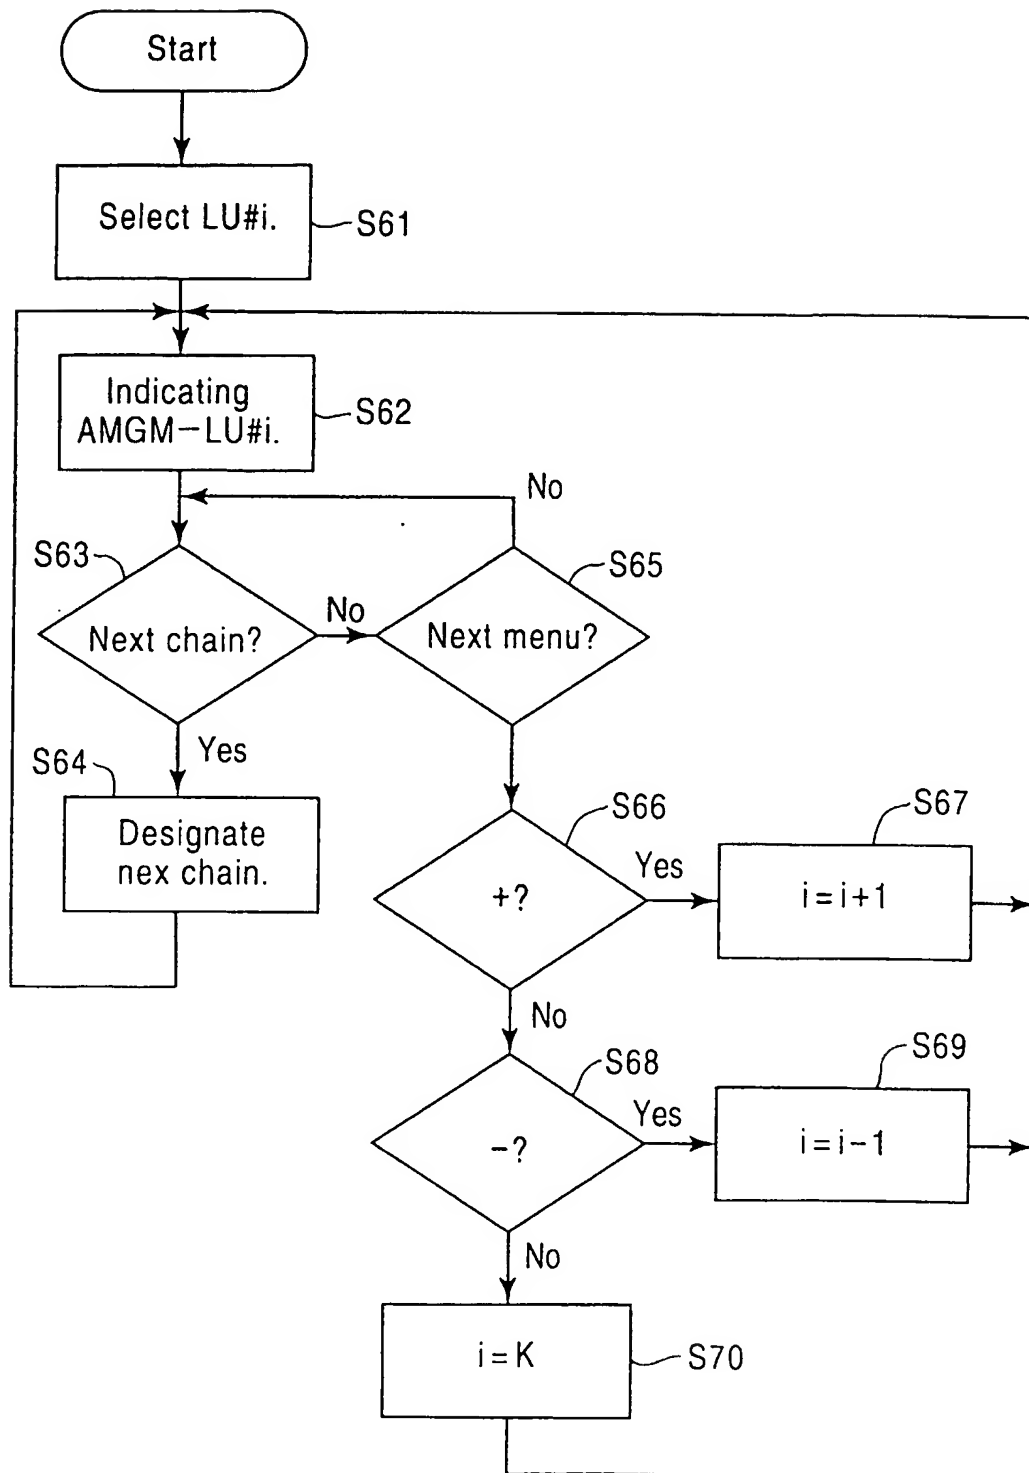 Start
Select LU#i.
S61
Indicating
AMGM–LU#i.
S62
No
S63
Next chain?
No
S65
Next menu?
Yes
S64
Designate
nex chain.
S66
+?
Yes
S67
i=i+1
No
S68
–?
Yes
S69
i=i–1
No
i=K
S70